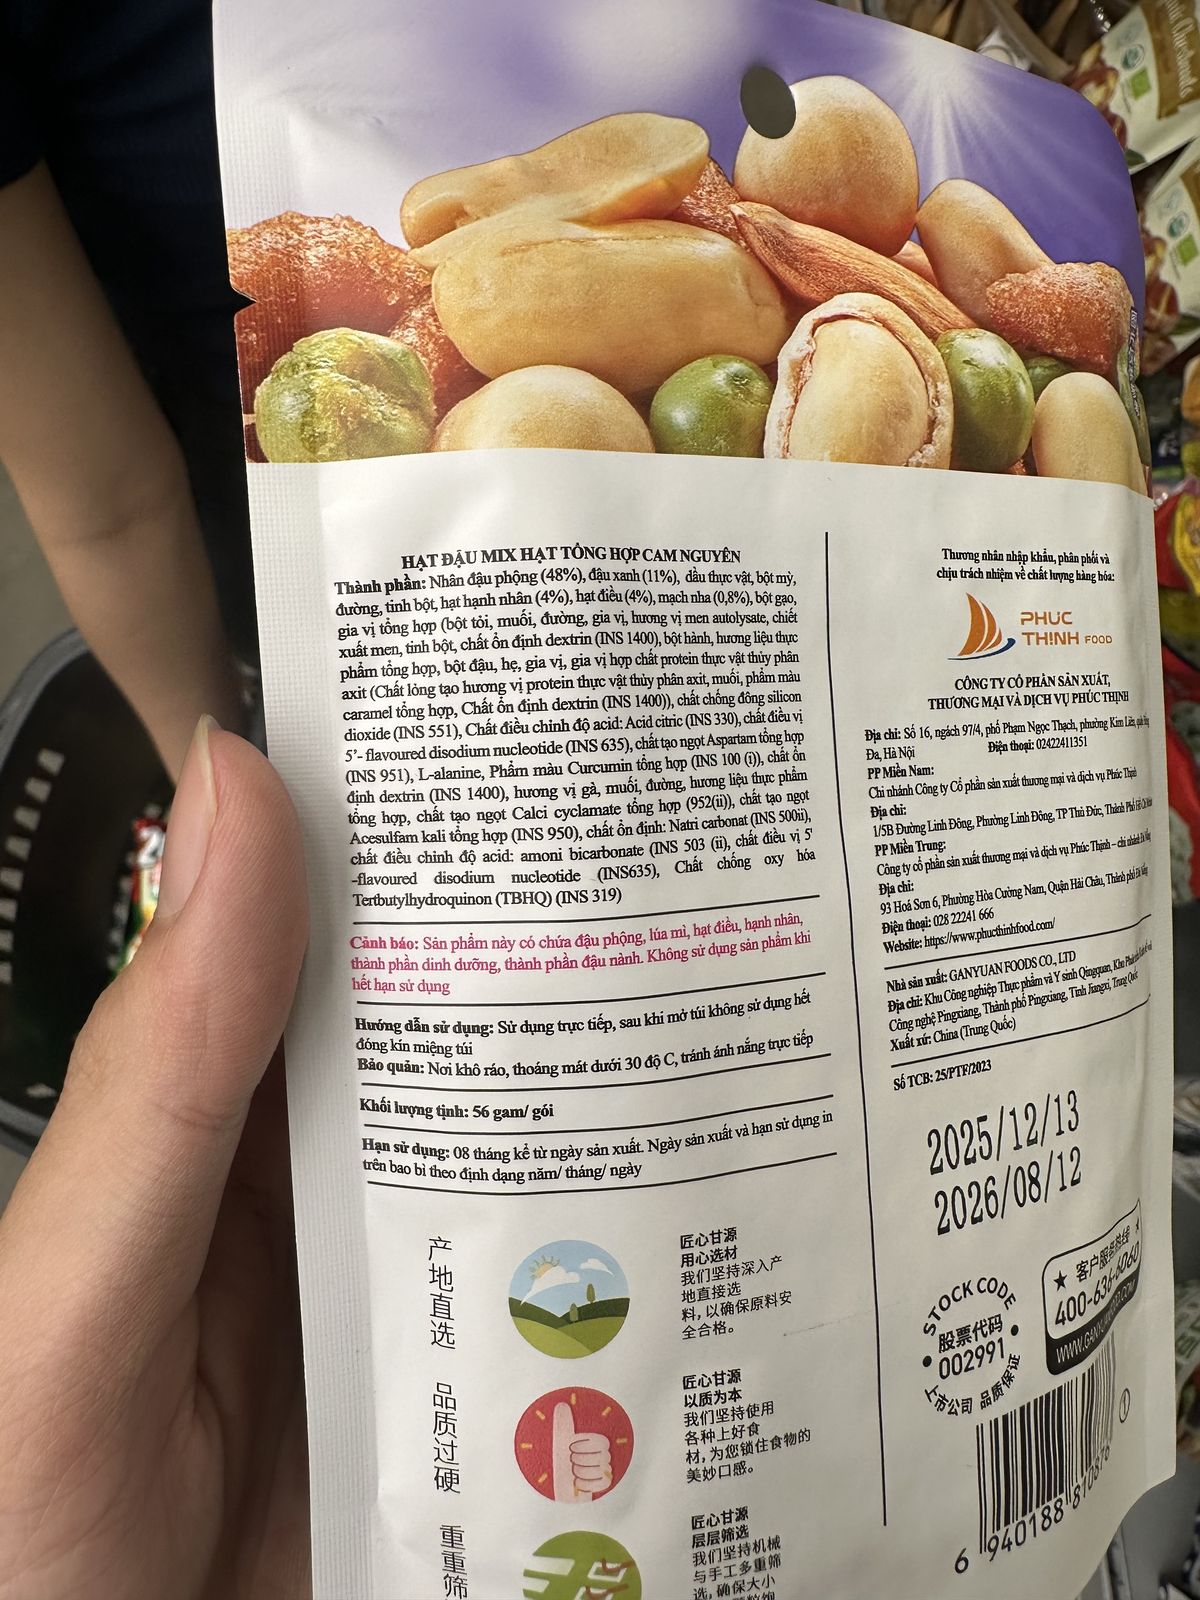 HẠT ĐẬU MIX HẠT TỔNG HỢP CAM NGUYÊN
Thành phần: Nhân đậu phộng (48%), đậu xanh (11%), dầu thực vật, bột mỳ,
đường, tinh bột, hạt hạnh nhân (4%), hạt điều (4%), mạch nha (0,8%), bột gạo,
gia vị tổng hợp (bột tỏi, muối, đường, gia vị, hương vị men autolysate, chiết
xuất men, tinh bột, chất ổn định dextrin (INS 1400), bột hành, hương liệu thực
phẩm tổng hợp, bột đậu, hẹ, gia vị, gia vị hợp chất protein thực vật thủy phân
axit (Chất lỏng tạo hương vị protein thực vật thủy phân axit, muối, phẩm màu
caramel tổng hợp, Chất ổn định dextrin (INS 1400)), chất chống đông silicon
dioxide (INS 551), Chất điều chỉnh độ acid: Acid citric (INS 330), chất điều vị
5'- flavoured disodium nucleotide (INS 635), chất tạo ngọt Aspartam tổng hợp
(INS 951), L-alanine, Phẩm màu Curcumin tổng hợp (INS 100 (i)), chất ổn
định dextrin (INS 1400), hương vị gà, muối, đường, hương liệu thực phẩm
tổng hợp, chất tạo ngọt Calci cyclamate tổng hợp (952(ii)), chất tạo ngọt
Acesulfam kali tổng hợp (INS 950), chất ổn định: Natri carbonat (INS 500ii),
chất điều chỉnh độ acid: amoni bicarbonate (INS 503 (ii), chất điều vị 5'
-flavoured disodium nucleotide (INS635), Chất chống oxy hóa
Tertbutylhydroquinon (TBHQ) (INS 319)
Cảnh báo: Sản phẩm này có chứa đậu phộng, lúa mì, hạt điều, hạnh nhân,
thành phần dinh dưỡng, thành phần đậu nành. Không sử dụng sản phẩm khi
hết hạn sử dụng
Hướng dẫn sử dụng: Sử dụng trực tiếp, sau khi mở túi không sử dụng hết
đóng kín miệng túi
Bảo quản: Nơi khô ráo, thoáng mát dưới 30 độ C, tránh ánh nắng trực tiếp
Khối lượng tịnh: 56 gam/ gói
Hạn sử dụng: 08 tháng kể từ ngày sản xuất. Ngày sản xuất và hạn sử dụng in
trên bao bì theo định dạng năm/ tháng/ ngày
产地直选
匠心甘源
用心选材
我们坚持深入产
地直接选
料,以确保原料安
全合格。
品质过硬
匠心甘源
以质为本
我们坚持使用
各种上好食
材,为您锁住食物的
美妙口感。
重重筛
匠心甘源
层层筛选
我们坚持机械
与手工多重筛
选,确保大小
Thương nhân nhập khẩu, phân phối và
chịu trách nhiệm về chất lượng hàng hóa:
PHUC
THỊNH FOOD
CÔNG TY CỔ PHẦN SẢN XUẤT,
THƯƠNG MẠI VÀ DỊCH VỤ PHÚC THỊNH
Địa chỉ: Số 16, ngách 97/4, phố Phạm Ngọc Thạch, phường Kim Liên,
Đa, Hà Nội Điện thoại: 02422411351
PP Miền Nam:
Chi nhánh Công ty Cổ phần sản xuất thương mại và dịch vụ Phúc Thịnh
Địa chỉ:
1/5B Đường Linh Đông, Phường Linh Đông, TP Thủ Đức, Thành Phố
PP Miền Trung:
Công ty cổ phần sản xuất thương mại và dịch vụ Phúc Thịnh – chi nhánh
Địa chỉ:
93 Hoá Sơn 6, Phường Hòa Cường Nam, Quận Hải Châu, Thành phố
Điện thoại: 028 22241 666
Website: https://www.phucthinhfood.com/
Nhà sản xuất: GANYUAN FOODS CO., LTD
Địa chỉ: Khu Công nghiệp Thực phẩm và Y sinh Qingquan, Khu
Công nghệ Pingxiang, Thành phố Pingxiang, Tỉnh Jiangxi, Trung Quốc
Xuất xứ: China (Trung Quốc)
Số TCB: 25/PTF/2023
2025/12/13
2026/08/12
STOCK CODE
股票代码
002991
上市公司 品质保证
客户服务热线
400-636-6060
6 940188 810876